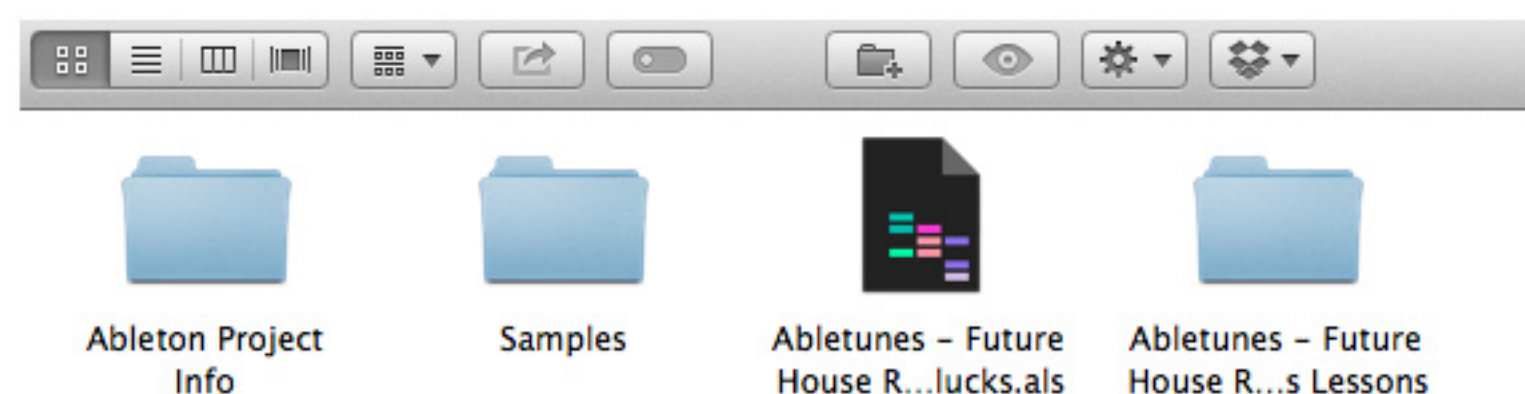 Ableton Project
Info
Samples
Abletunes – Future
House R...lucks.als
Abletunes – Future
House R...s Lessons